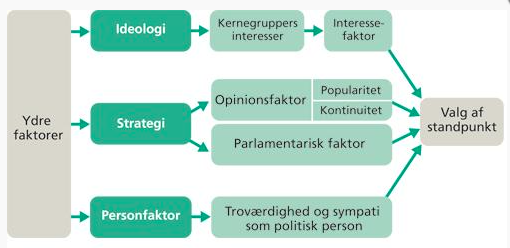 Ydre
faktorer
Ideologi
Kernegruppers
interesser
Interesse-
faktor
Strategi
Opinionsfaktor
Popularitet
Kontinuitet
Parlamentarisk faktor
Personfaktor
Troværdighed og sympati
som politisk person
Valg af
standpunkt